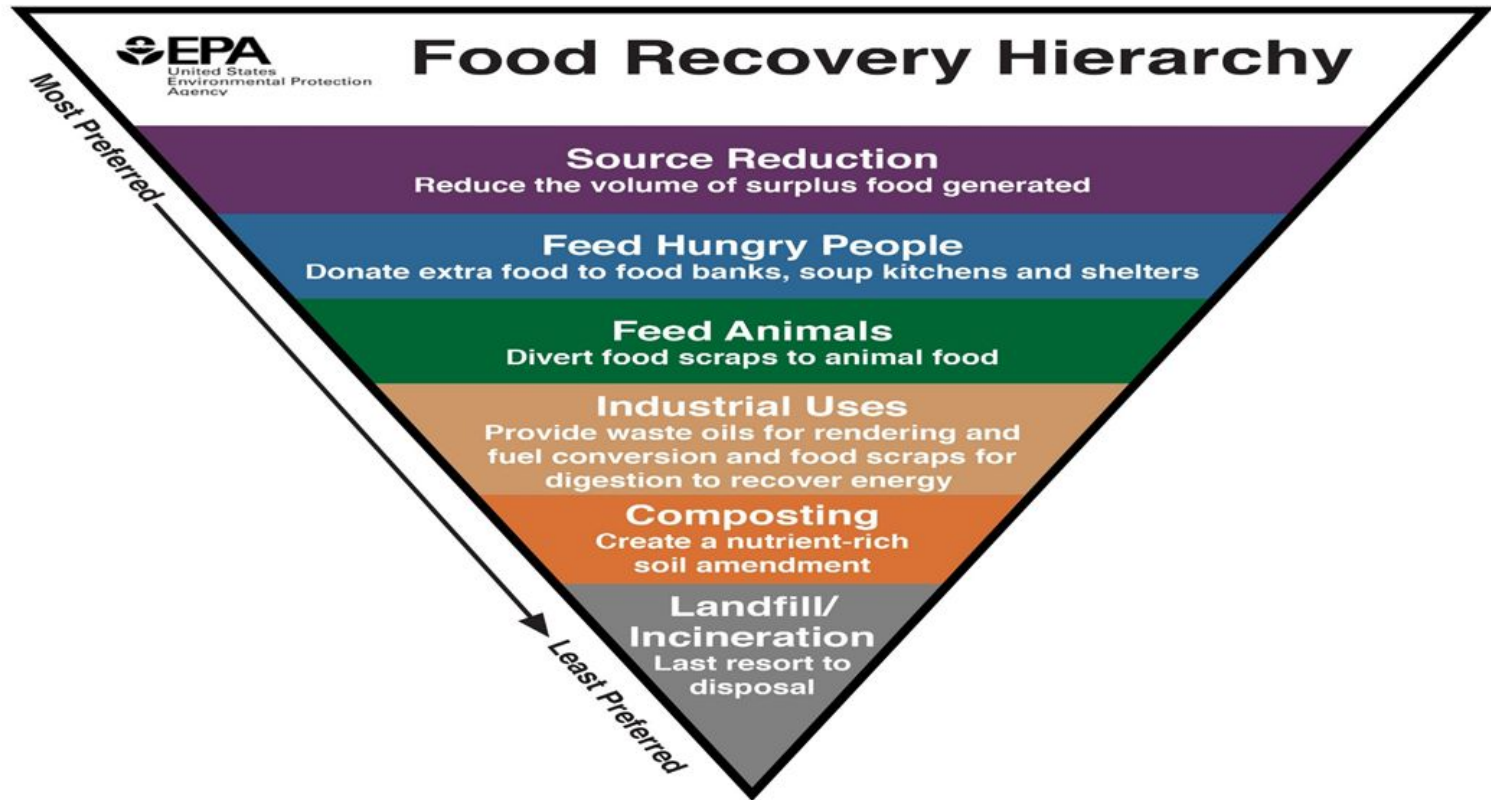 EPA
United States
Environmental Protection
Agency
Food Recovery Hierarchy
Most Preferred
Source Reduction
Reduce the volume of surplus food generated
Feed Hungry People
Donate extra food to food banks, soup kitchens and shelters
Feed Animals
Divert food scraps to animal food
Industrial Uses
Provide waste oils for rendering and
fuel conversion and food scraps for
digestion to recover energy
Composting
Create a nutrient-rich
soil amendment
Landfill/
Incineration
Last resort to
disposal
Least Preferred